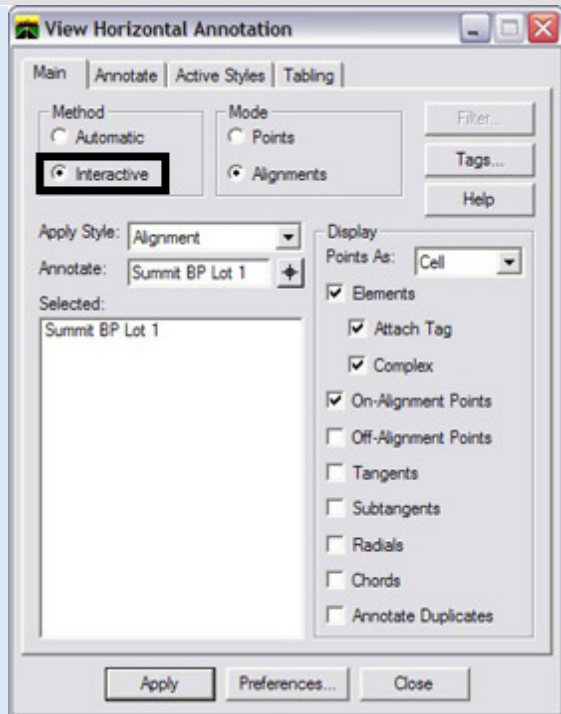 View Horizontal Annotation
Main Annotate Active Styles Tabling
Method
Automatic
Interactive
Mode
Points
Alignments
Filter...
Tags...
Help
Apply Style: Alignment
Annotate: Summit BP Lot 1
Selected:
Summit BP Lot 1
Display
Points As: Cell
Elements
Attach Tag
Complex
On-Alignment Points
Off-Alignment Points
Tangents
Subtangents
Radials
Chords
Annotate Duplicates
Apply Preferences... Close